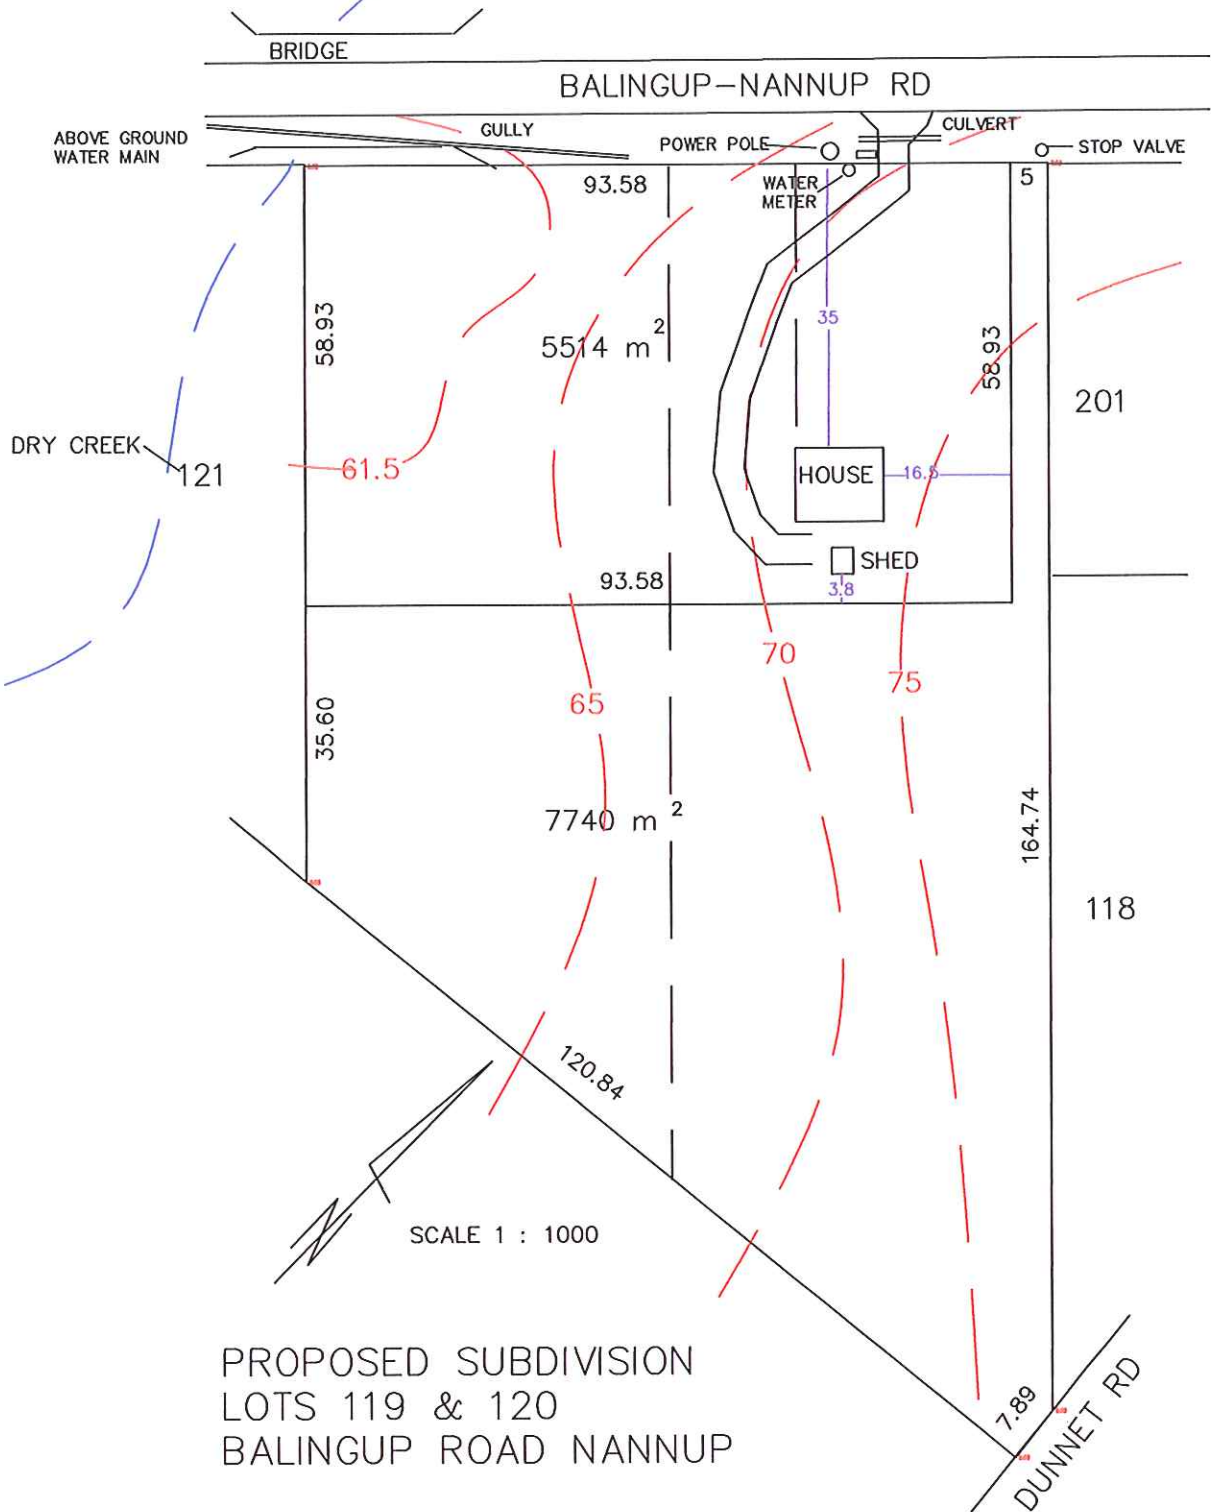 BRIDGE
BALINGUP-NANNUP RD
ABOVE GROUND
WATER MAIN
GULLY
POWER POLE
CULVERT
STOP VALVE
93.58
WATER
METER
5
58.93
5514 m²
35
58.93
201
DRY CREEK
121
61.5
HOUSE
16.5
SHED
93.58
3.8
70
75
65
35.60
7740 m²
164.74
118
120.84
SCALE 1 : 1000
PROPOSED SUBDIVISION
LOTS 119 & 120
BALINGUP ROAD NANNUP
7.89
DUNNET RD